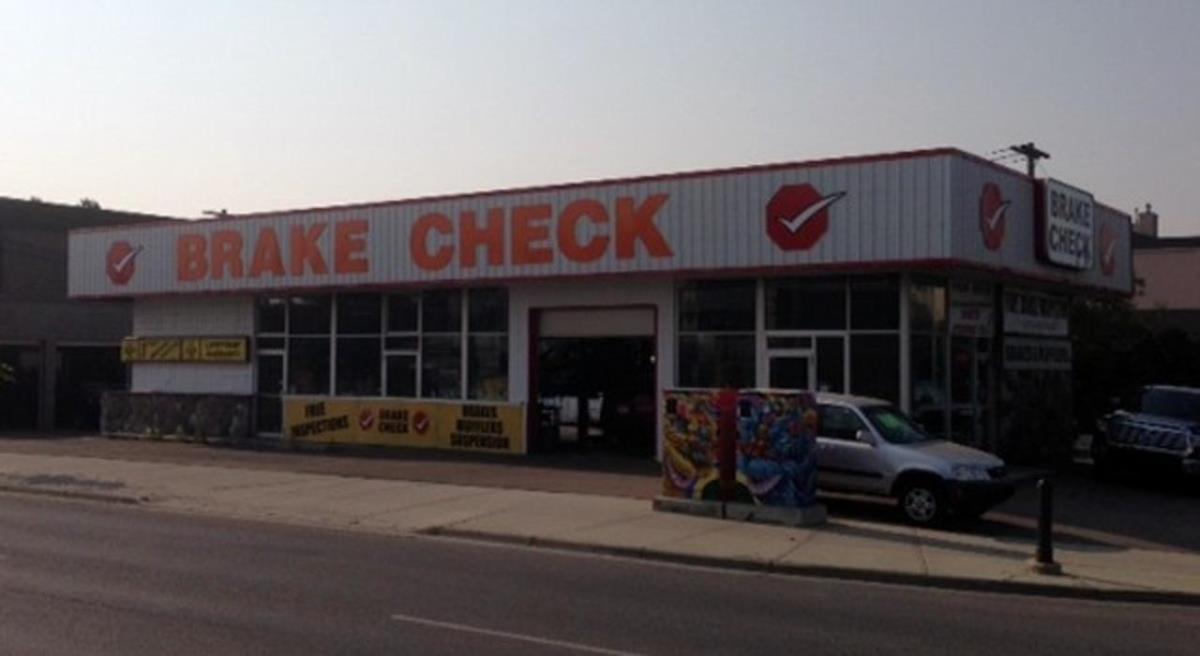 BRAKE CHECK
BRAKE
CHECK
FREE
INSPECTIONS
BRAKE
CHECK
BRAKES
MUFFLERS
SUSPENSION